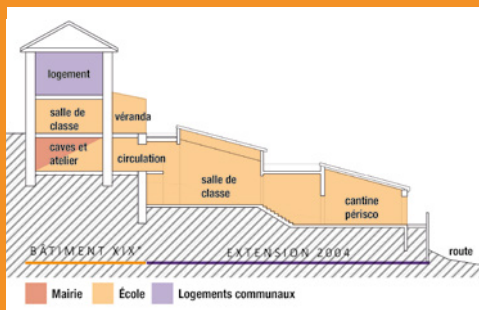 logement
salle de
classe
véranda
caves et
atelier
circulation
salle de
classe
cantine
périsco
BÂTIMENT XIX°
EXTENSION 2004
route
Mairie
École
Logements communaux